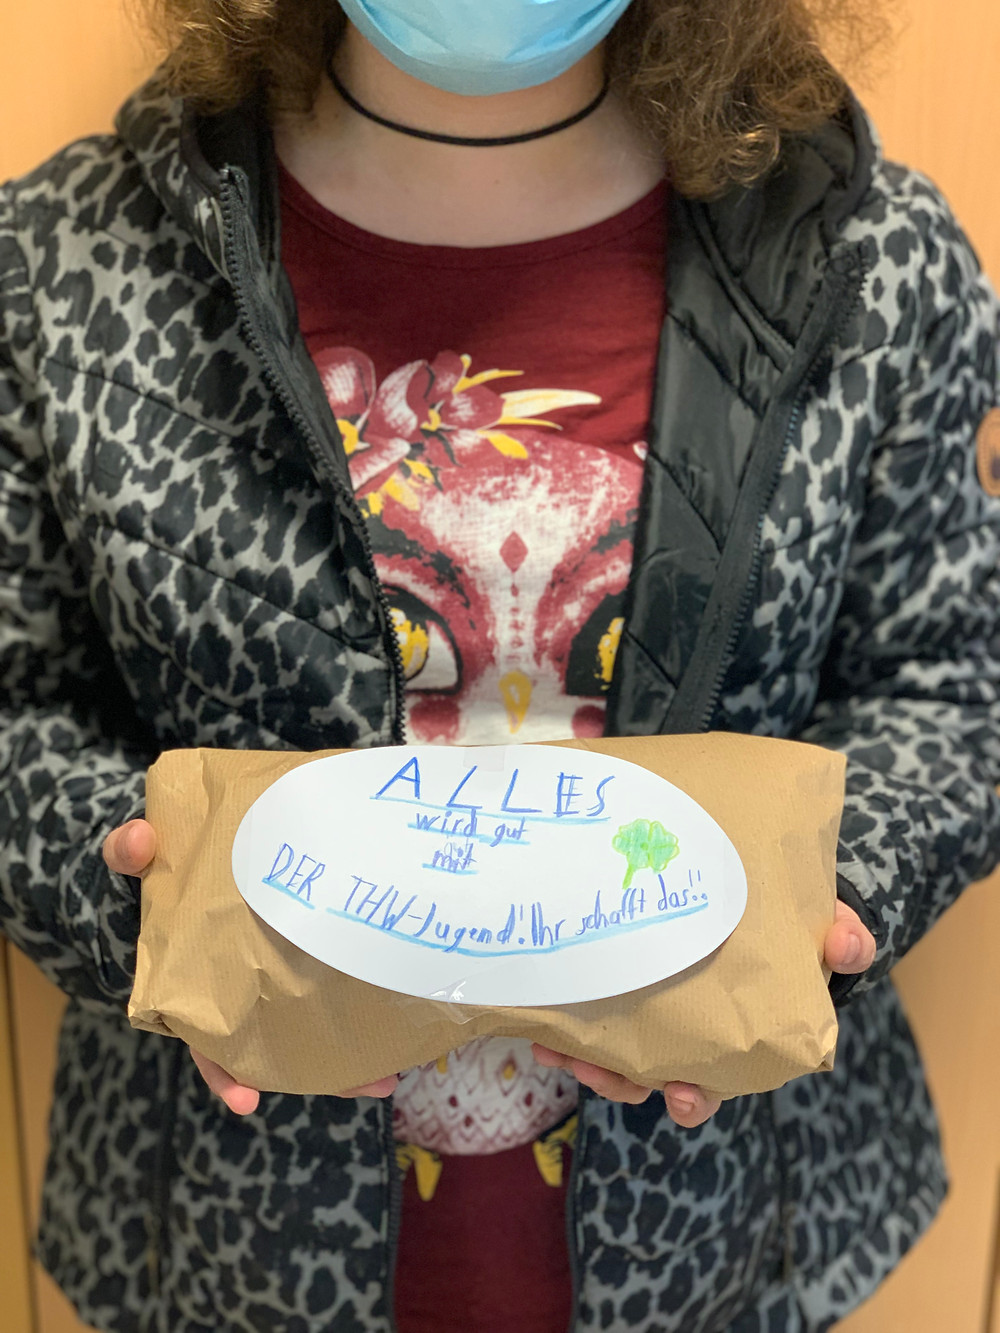 ALLES
wird gut
mit
DER THW-Jugend! Ihr schafft das!!